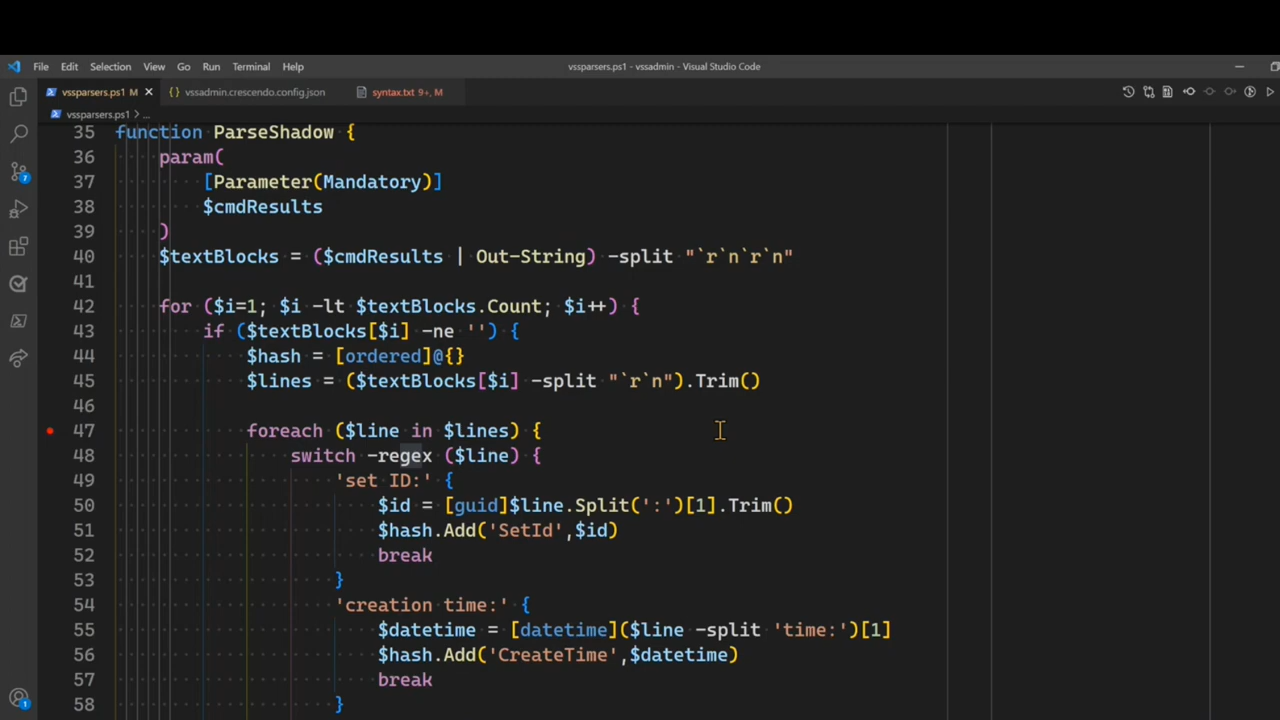 File Edit Selection View Go Run Terminal Help vssparsers.ps1 - vssadmin - Visual Studio Code
vssparsers.ps1 M vssadmin.crescendo.config.json syntax.txt 9+, M
vssparsers.ps1 > ...
35 function ParseShadow {
36 param(
37 [Parameter(Mandatory)]
38 $cmdResults
39 )
40 $textBlocks = ($cmdResults | Out-String) -split "`r`n`r`n"
41
42 for ($i=1; $i -lt $textBlocks.Count; $i++) {
43 if ($textBlocks[$i] -ne '') {
44 $hash = [ordered]@{}
45 $lines = ($textBlocks[$i] -split "`r`n").Trim()
46
47 foreach ($line in $lines) {
48 switch -regex ($line) {
49 'set ID:' {
50 $id = [guid]$line.Split(':')[1].Trim()
51 $hash.Add('SetId',$id)
52 break
53 }
54 'creation time:' {
55 $datetime = [datetime]($line -split 'time:')[1]
56 $hash.Add('CreateTime',$datetime)
57 break
58 }
7
1